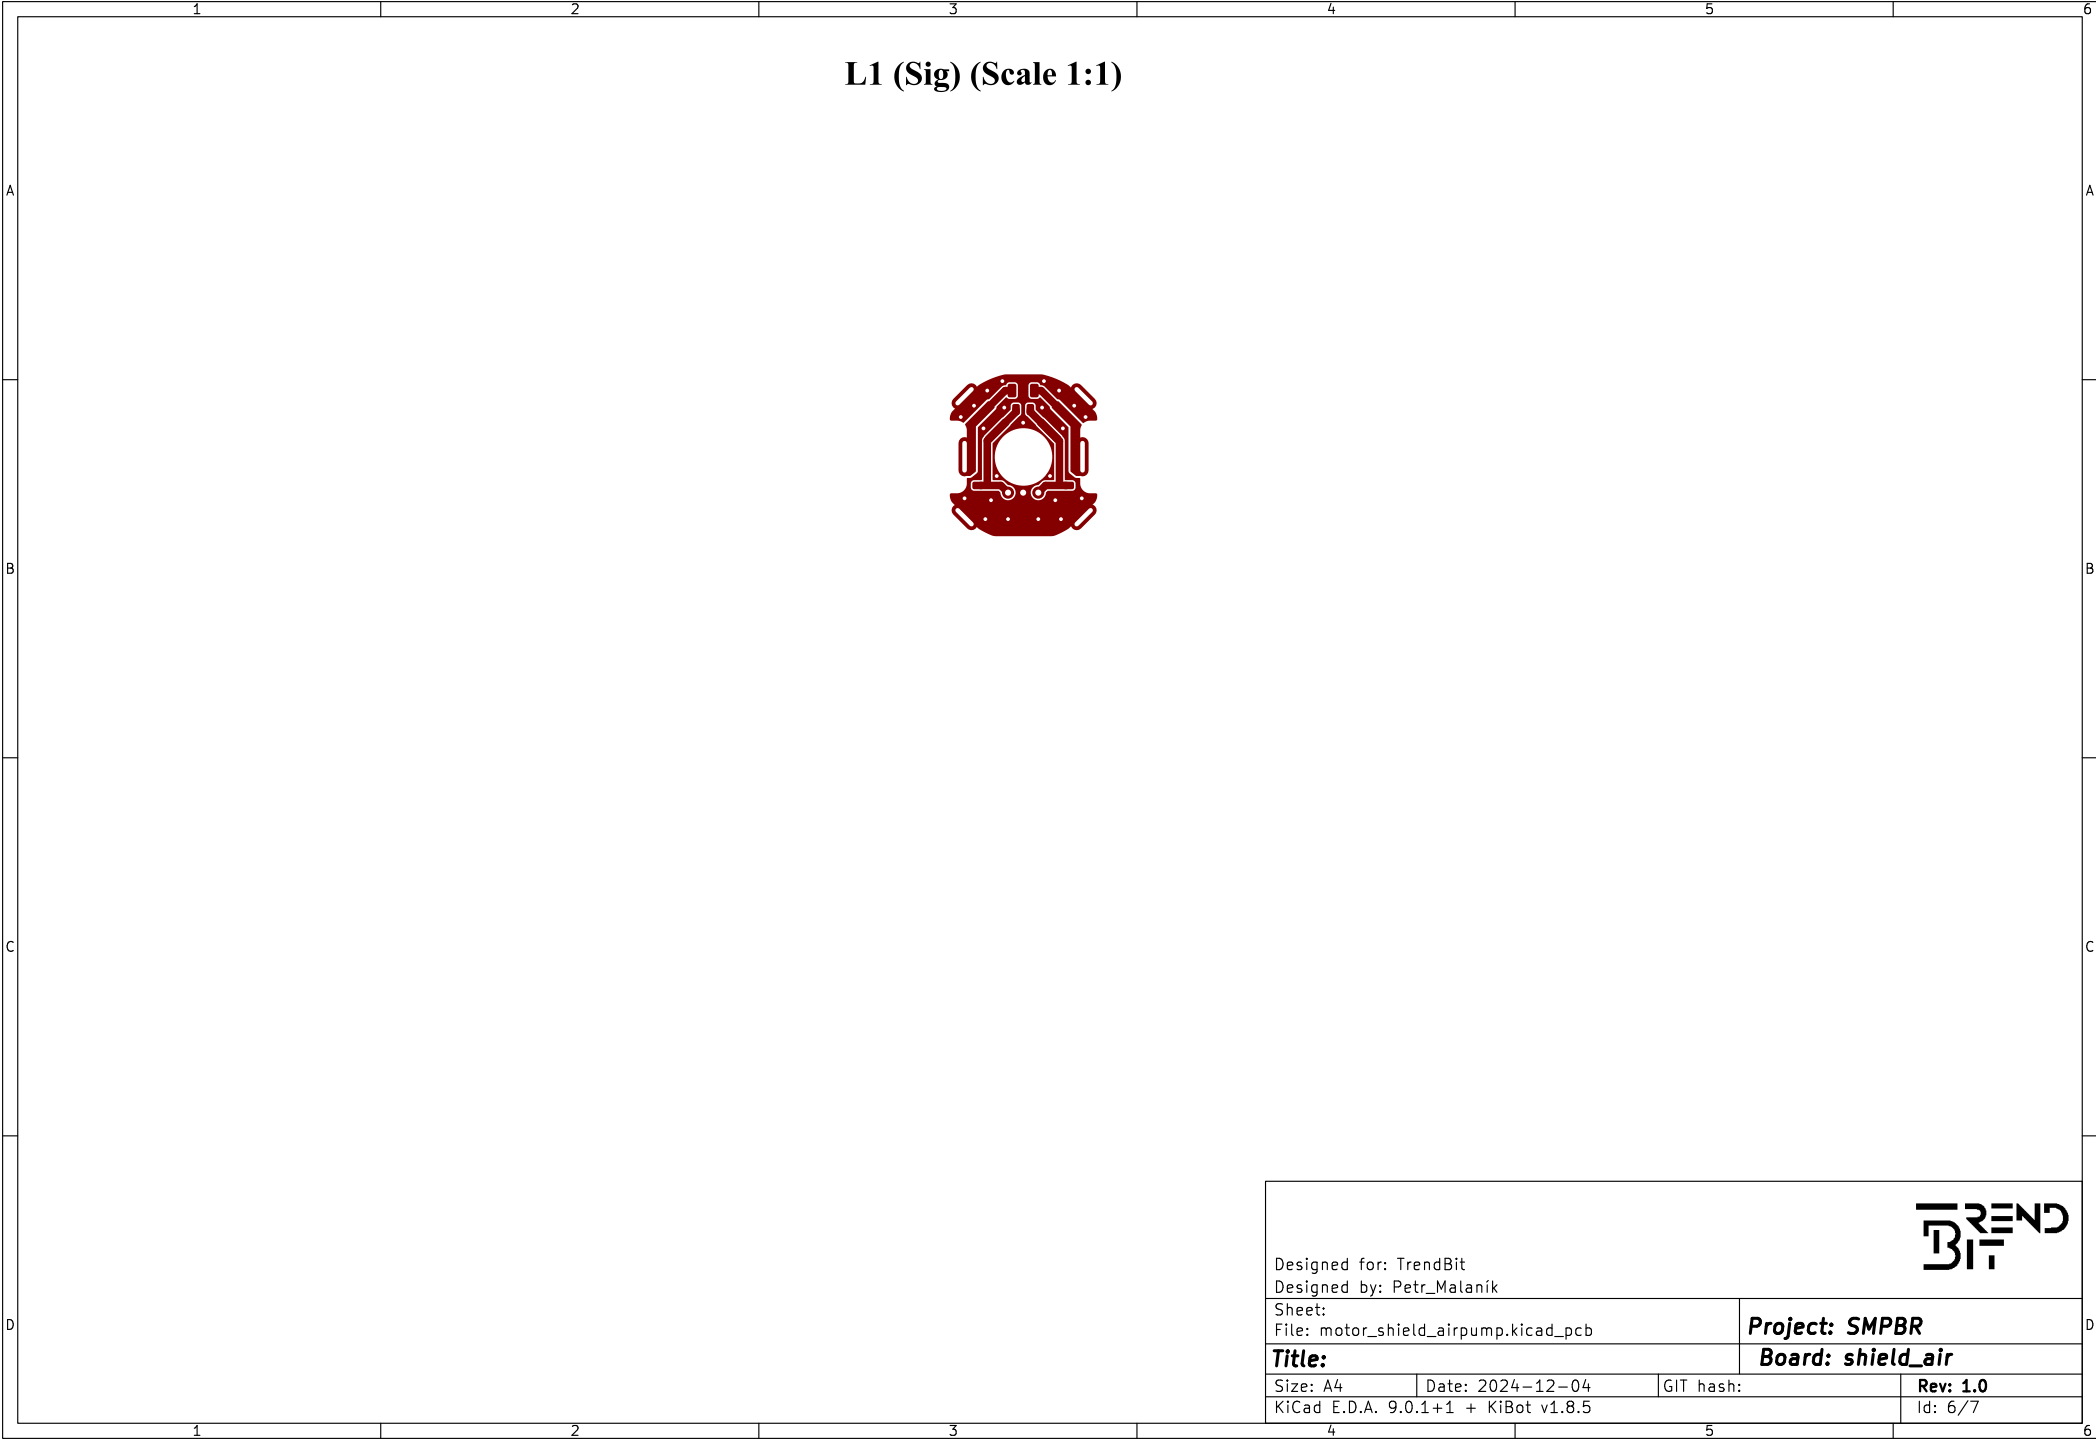 1 2 3 4 5 6
L1 (Sig) (Scale 1:1)
A A
B B
C C
D D
TREND
BIT
Designed for: TrendBit
Designed by: Petr_Malaník
Sheet:
File: motor_shield_airpump.kicad_pcb
Project: SMPBR
Title:
Board: shield_air
Size: A4
Date: 2024-12-04
GIT hash:
Rev: 1.0
KiCad E.D.A. 9.0.1+1 + KiBot v1.8.5
Id: 6/7
1 2 3 4 5 6